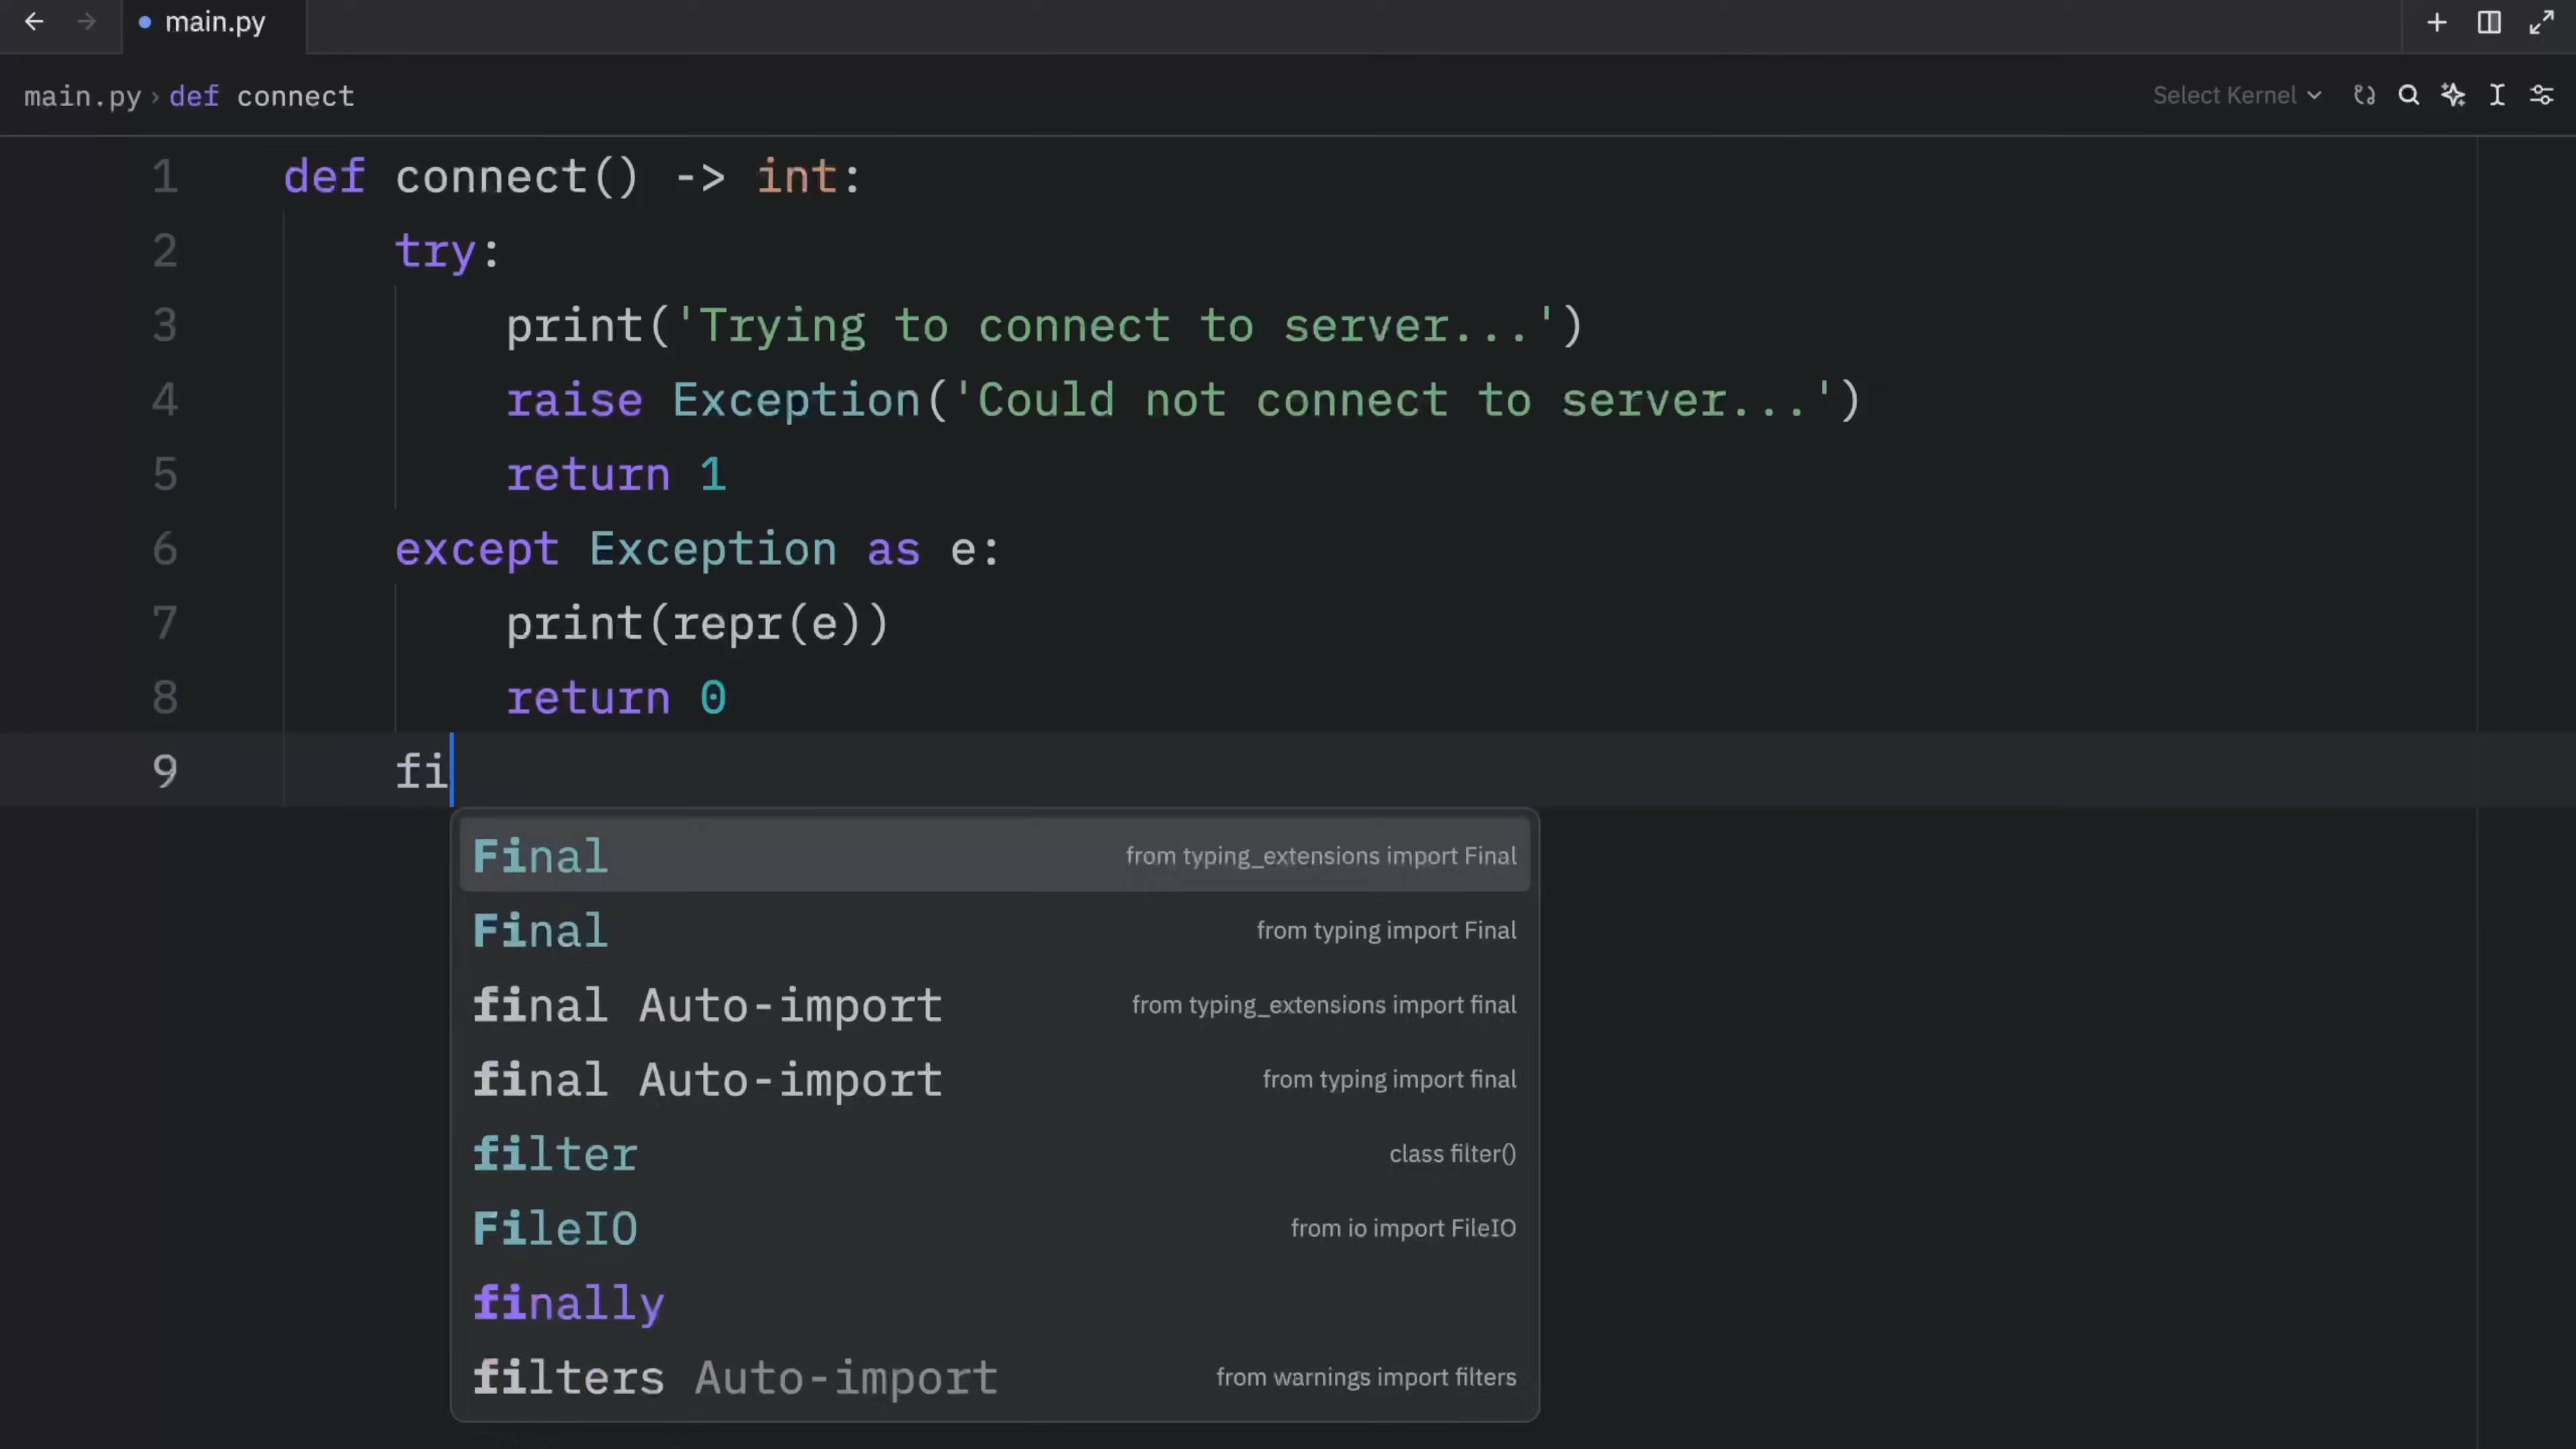 main.py
main.py › def connect
Select Kernel
1 def connect() -> int:
2 try:
3 print('Trying to connect to server...')
4 raise Exception('Could not connect to server...')
5 return 1
6 except Exception as e:
7 print(repr(e))
8 return 0
9 fi
Final from typing_extensions import Final
Final from typing import Final
final Auto-import from typing_extensions import final
final Auto-import from typing import final
filter class filter()
FileIO from io import FileIO
finally
filters Auto-import from warnings import filters